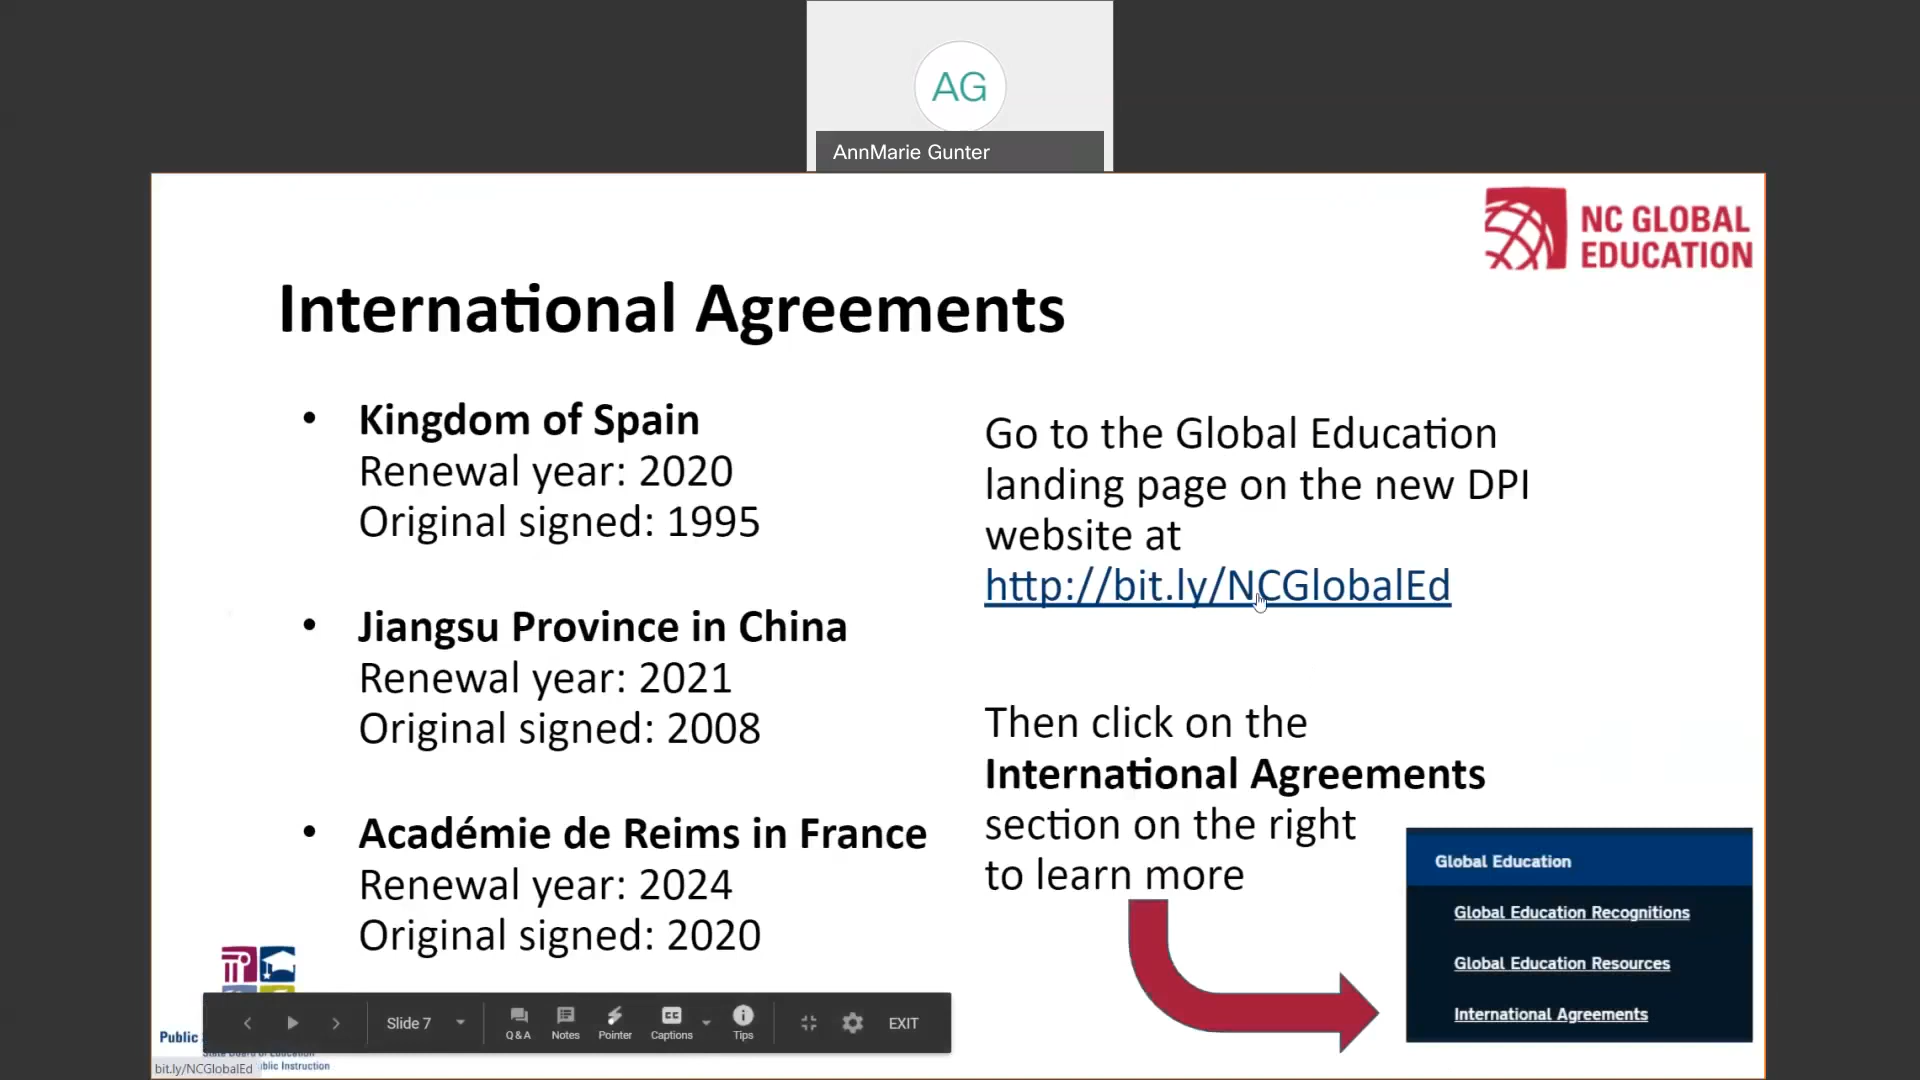 AG
AnnMarie Gunter
NC GLOBAL
EDUCATION
International Agreements
• Kingdom of Spain
Renewal year: 2020
Original signed: 1995
• Jiangsu Province in China
Renewal year: 2021
Original signed: 2008
• Académie de Reims in France
Renewal year: 2024
Original signed: 2020
Go to the Global Education
landing page on the new DPI
website at
http://bit.ly/NCGlobalEd
Then click on the
International Agreements
section on the right
to learn more
Global Education
Global Education Recognitions
Global Education Resources
International Agreements
Slide 7
Q&A
Notes
Pointer
CC
Captions
Tips
EXIT
Public
State Board of Education
Public Instruction
bit.ly/NCGlobalEd